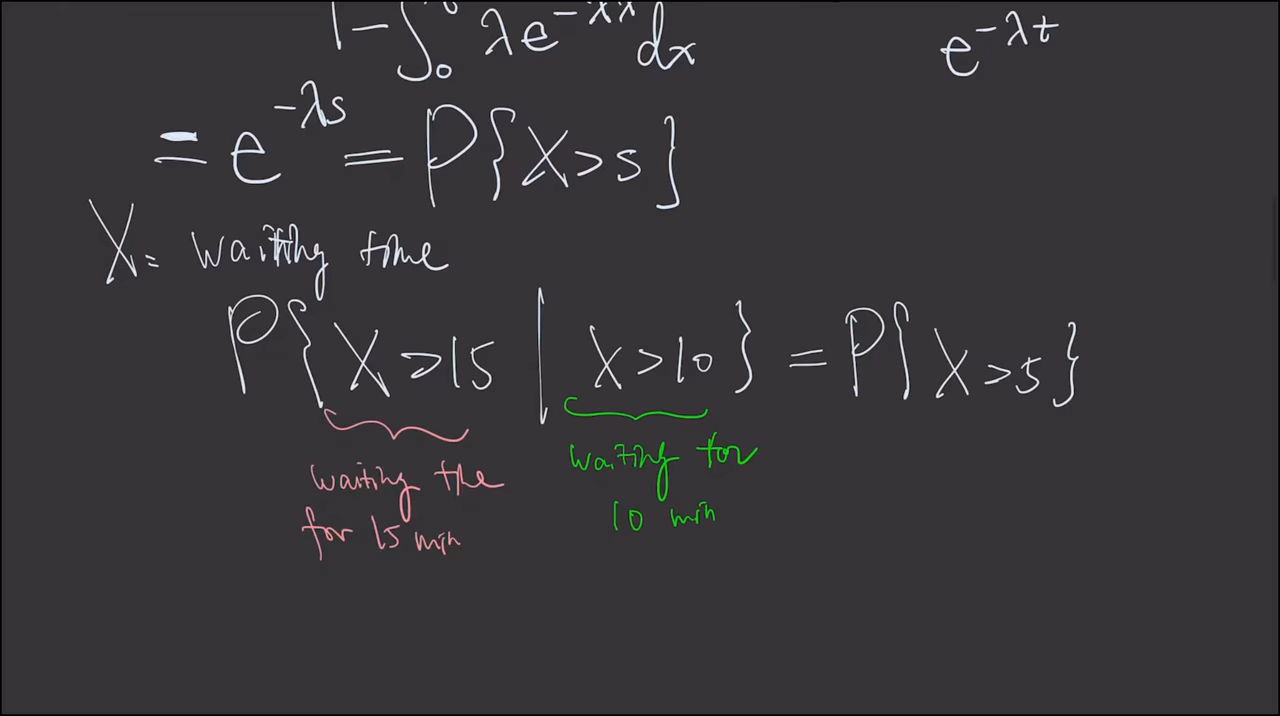 1 - ∫₀ λe^{-λx} dx
e^{-λt}
= e^{-λs} = P{X>s}
X = waiting time
P{X>15 | X>10} = P{X>5}
waiting for
waiting time
10 min
for 15 min